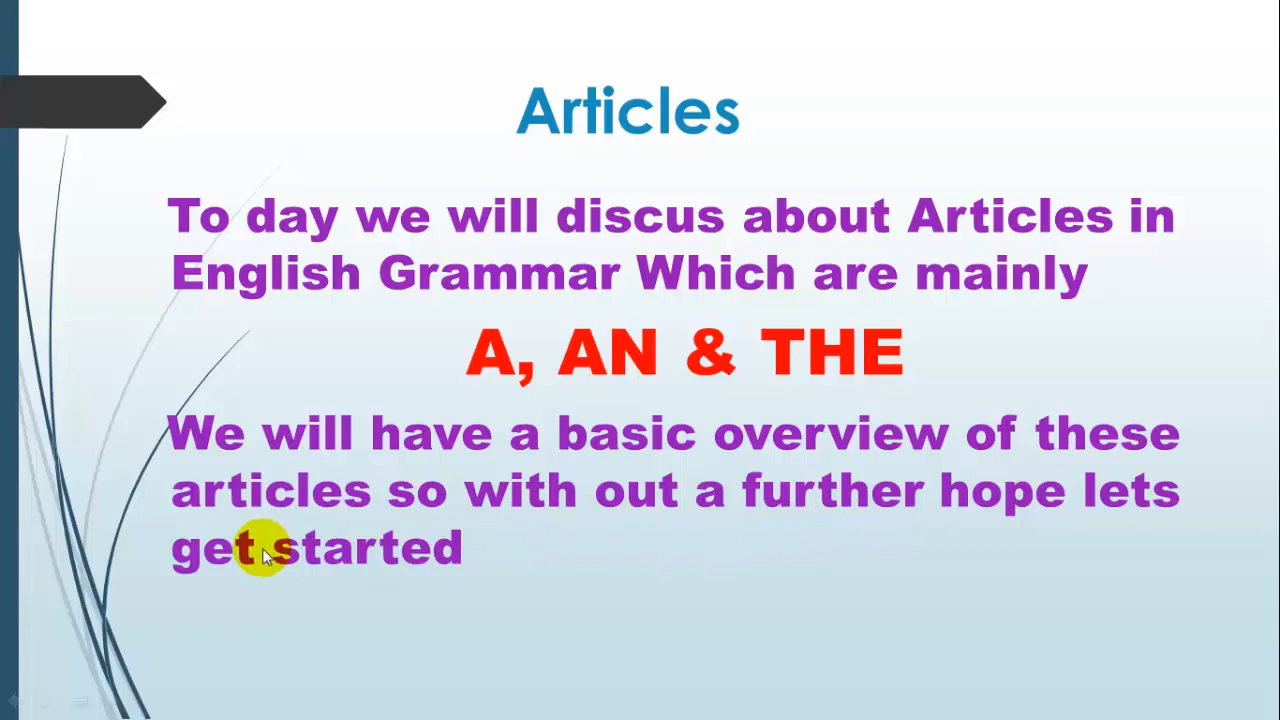 Articles
To day we will discus about Articles in
English Grammar Which are mainly
A, AN & THE
We will have a basic overview of these
articles so with out a further hope lets
get started